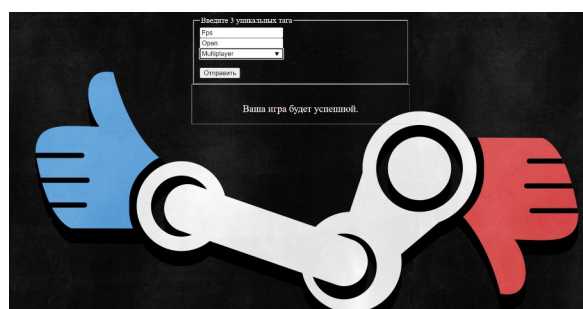 Введите 3 уникальных тага
Fps
Open
Multiplayer
Отправить
Ваша игра будет успешной.